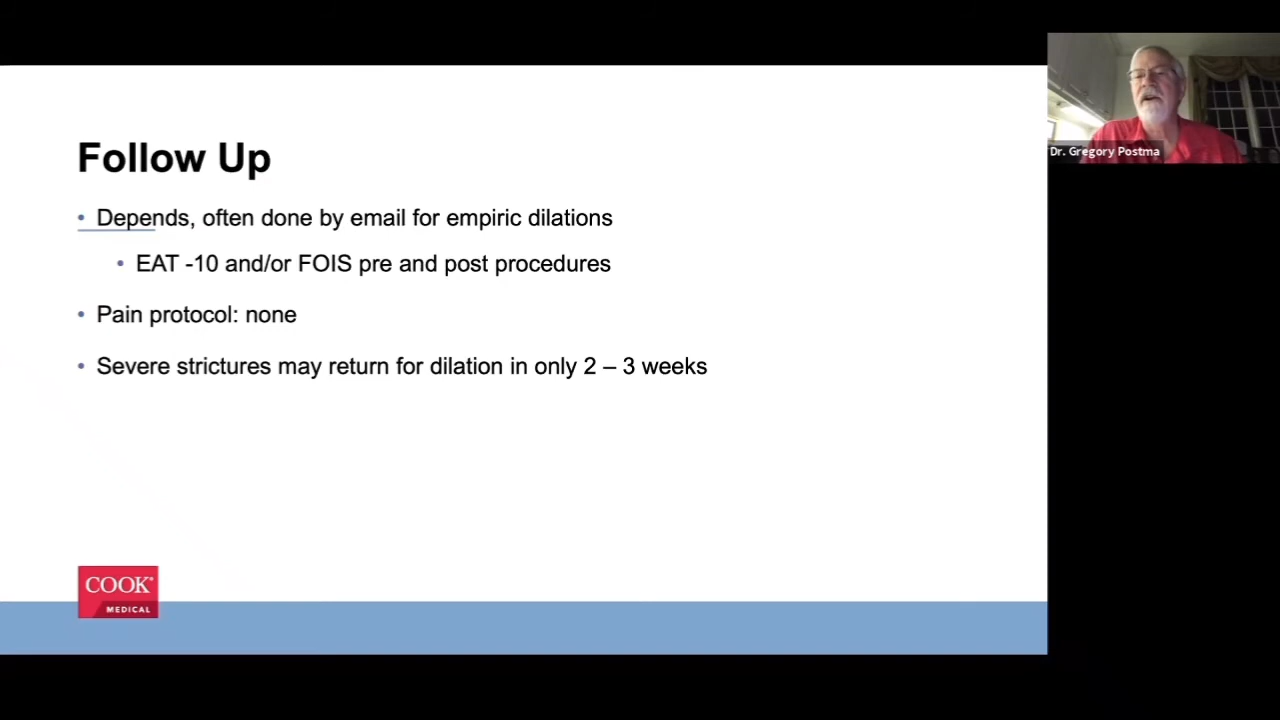 Follow Up
• Depends, often done by email for empiric dilations
• EAT -10 and/or FOIS pre and post procedures
• Pain protocol: none
• Severe strictures may return for dilation in only 2 – 3 weeks
COOK®
MEDICAL
Dr. Gregory Postma